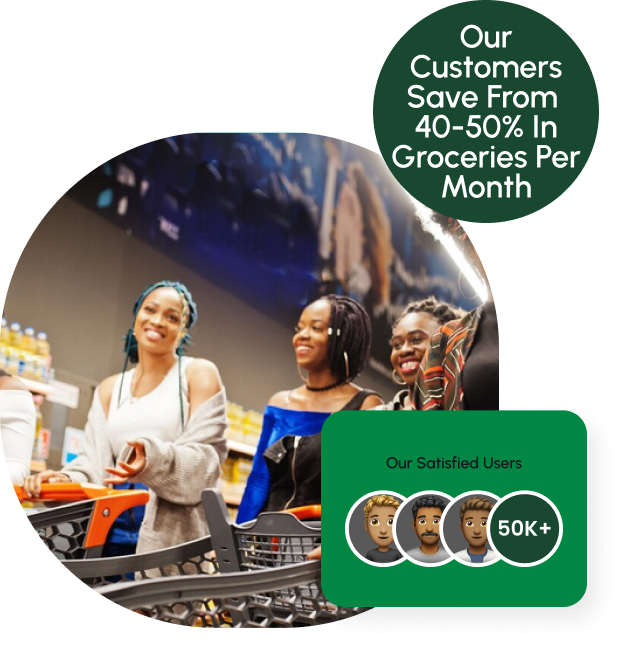 Our
Customers
Save From
40-50% In
Groceries Per
Month
Our Satisfied Users
50K+